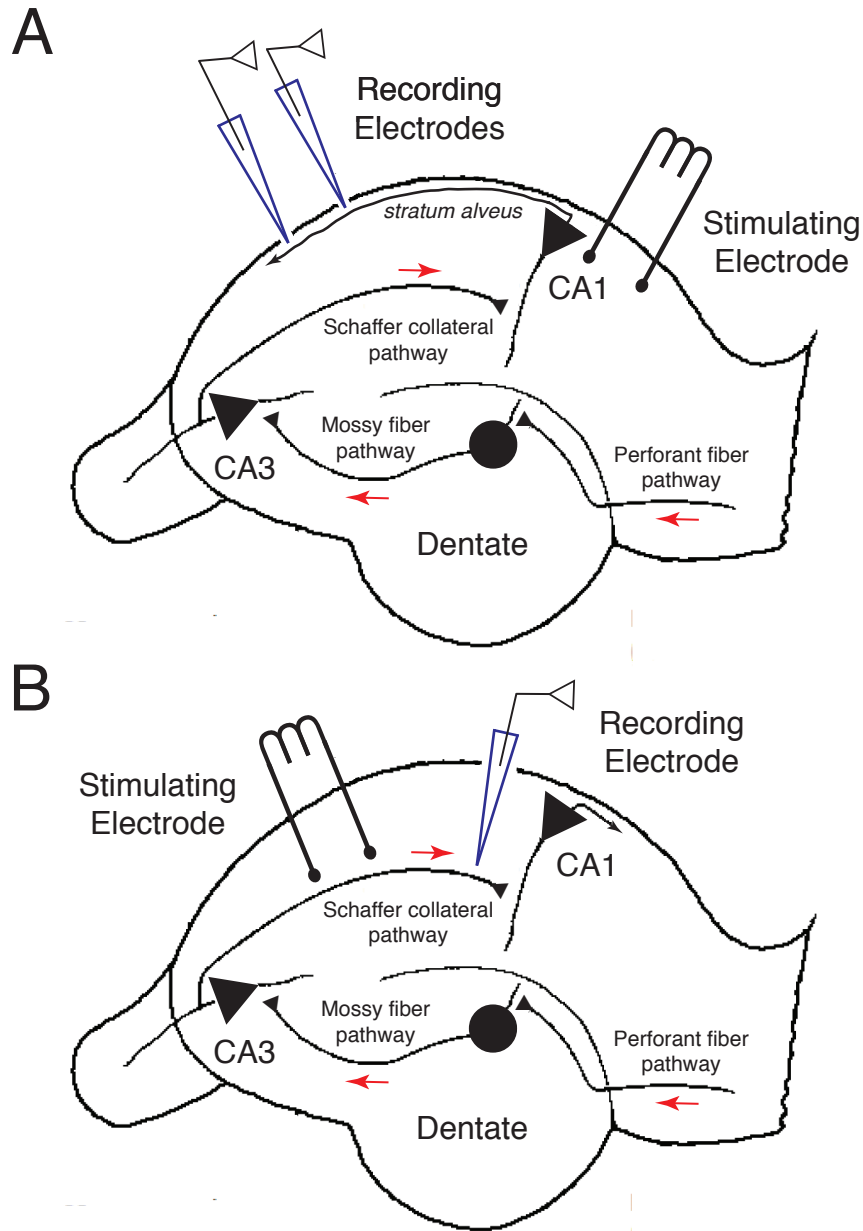 A
Recording
Electrodes
stratum alveus
Stimulating
Electrode
CA1
Schaffer collateral
pathway
Mossy fiber
pathway
CA3
Perforant fiber
pathway
Dentate
B
Recording
Electrode
Stimulating
Electrode
CA1
Schaffer collateral
pathway
Mossy fiber
pathway
CA3
Perforant fiber
pathway
Dentate